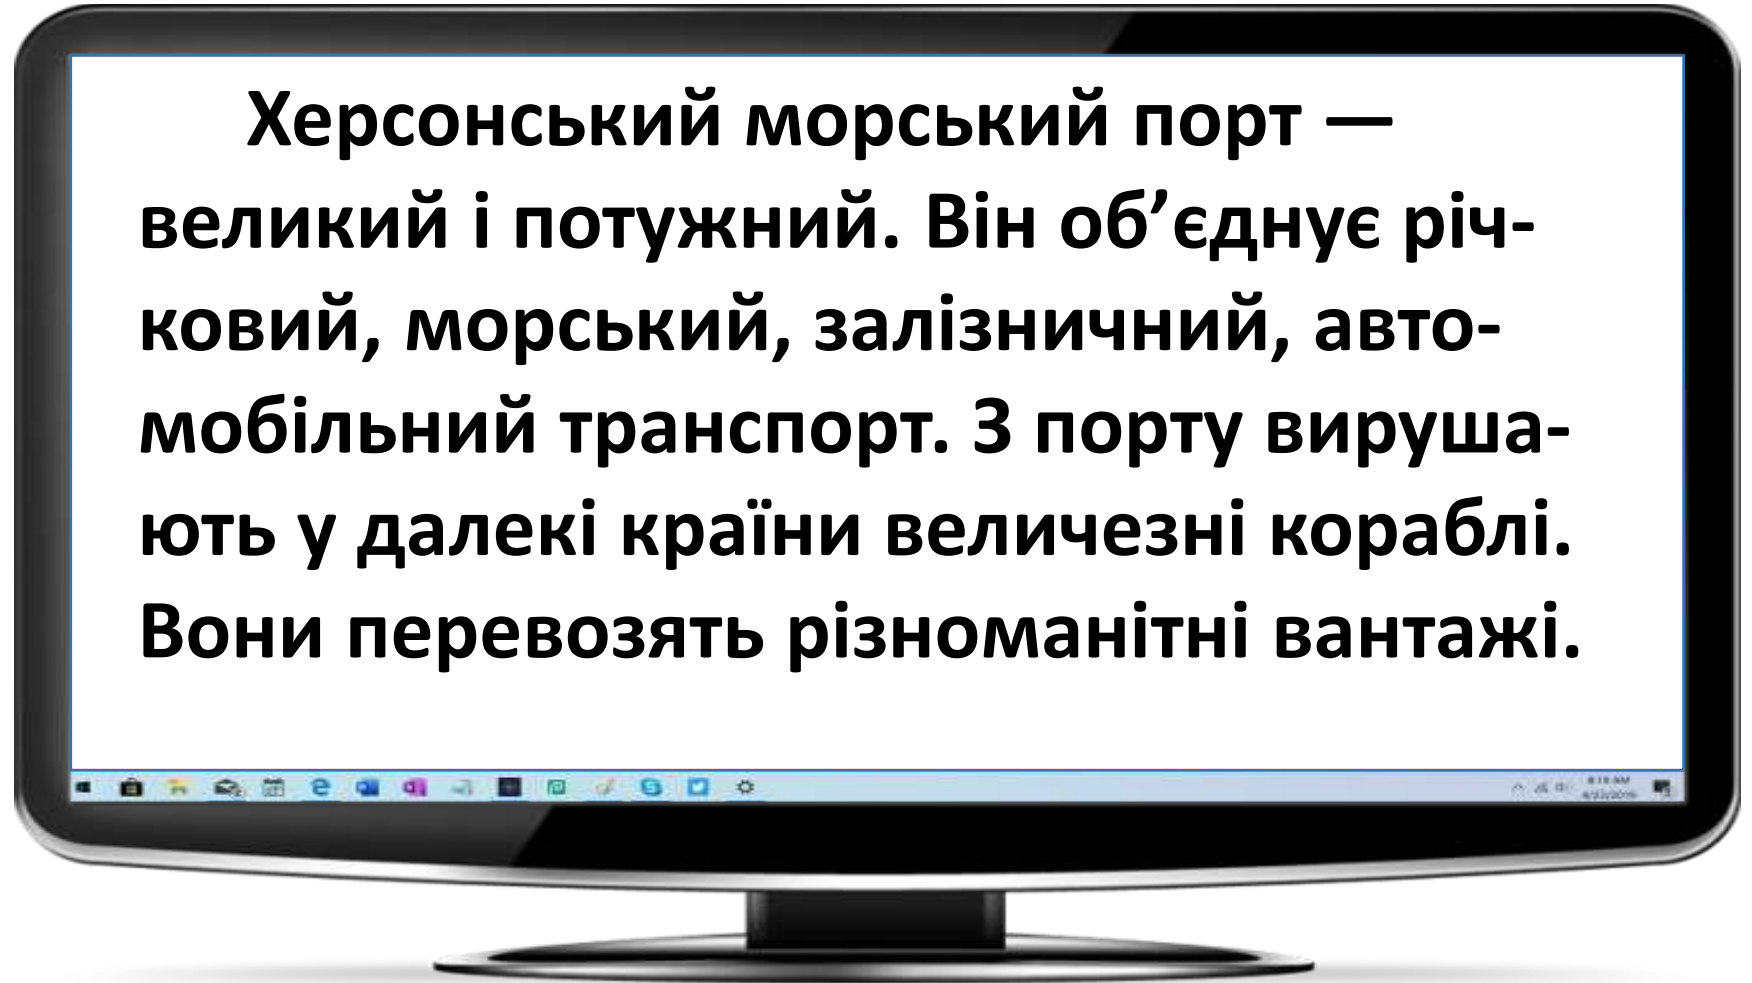 Херсонський морський порт —
великий і потужний. Він об’єднує річ-
ковий, морський, залізничний, авто-
мобільний транспорт. З порту вируша-
ють у далекі країни величезні кораблі.
Вони перевозять різноманітні вантажі.